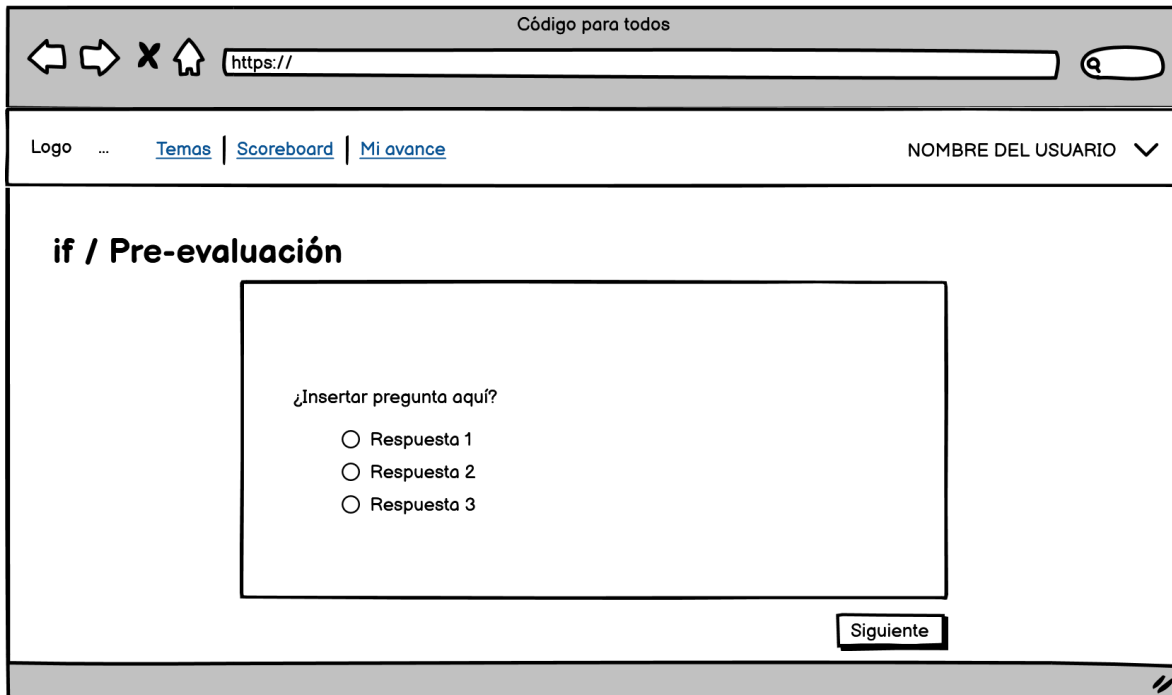 Código para todos
https://
Logo ... Temas Scoreboard Mi avance NOMBRE DEL USUARIO
if / Pre-evaluación
¿Insertar pregunta aquí?
Respuesta 1
Respuesta 2
Respuesta 3
Siguiente